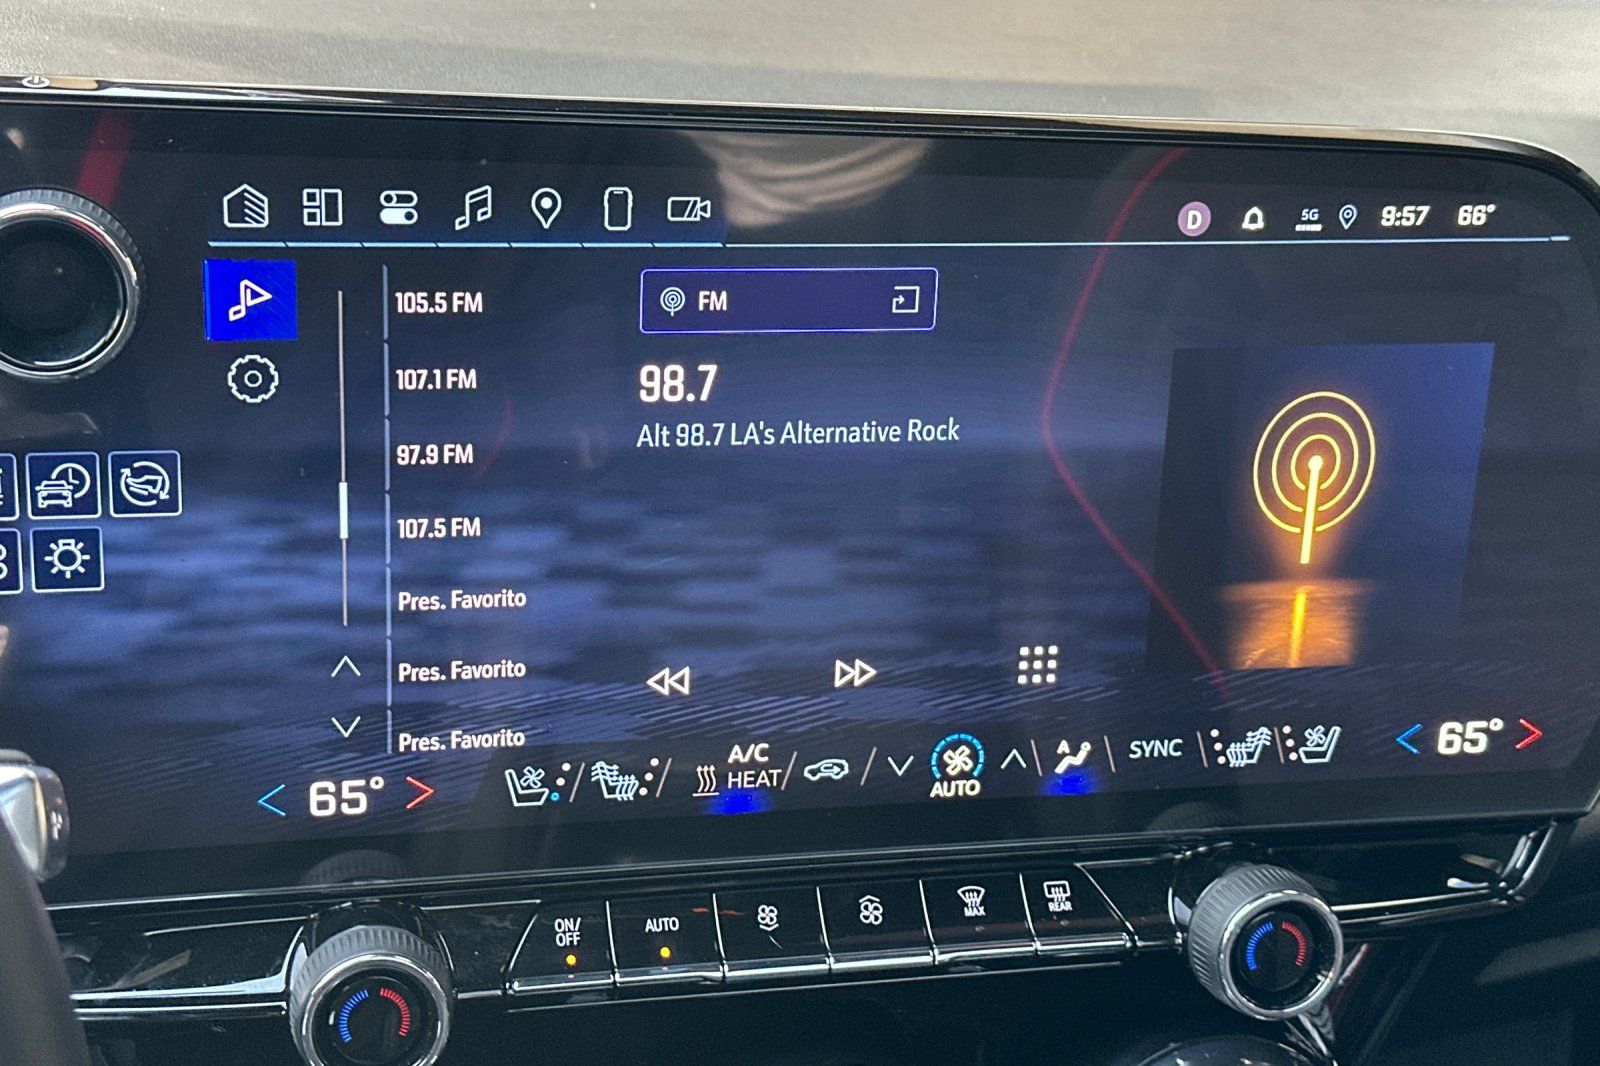 D
5G
9:57
66°
105.5 FM
107.1 FM
97.9 FM
107.5 FM
Pres. Favorito
Pres. Favorito
Pres. Favorito
FM
98.7
Alt 98.7 LA's Alternative Rock
65°
A/C
HEAT
AUTO
A
SYNC
65°
ON/
OFF
AUTO
MAX
REAR